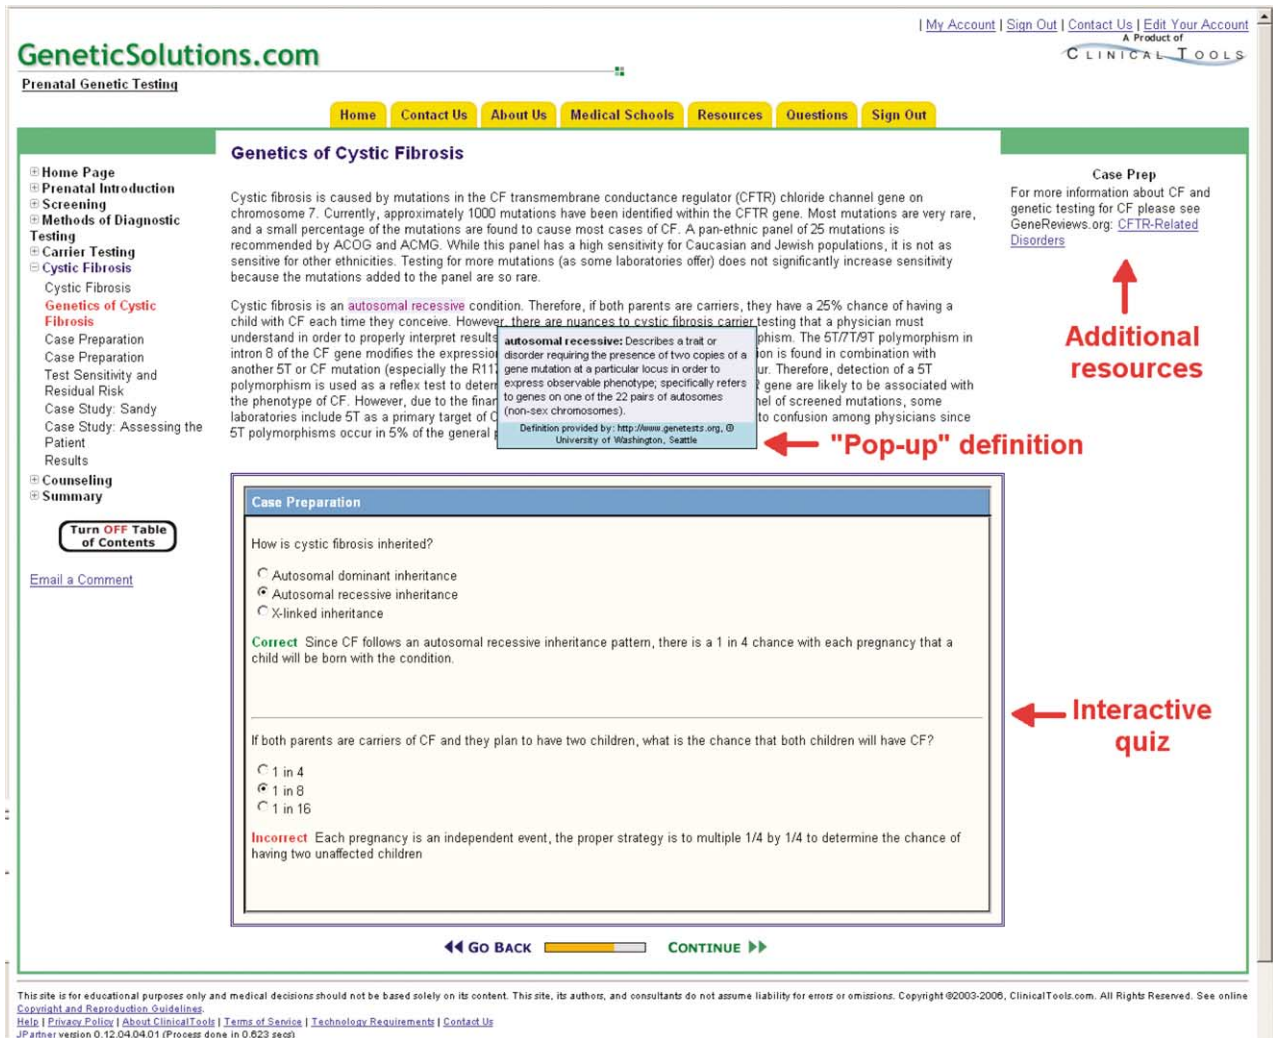 | My Account | Sign Out | Contact Us | Edit Your Account
A Product of
CLINICAL TOOLS
GeneticSolutions.com
Prenatal Genetic Testing
Home Contact Us About Us Medical Schools Resources Questions Sign Out
Home Page
Prenatal Introduction
Screening
Methods of Diagnostic
Testing
Carrier Testing
Cystic Fibrosis
Cystic Fibrosis
Genetics of Cystic
Fibrosis
Case Preparation
Case Preparation
Test Sensitivity and
Residual Risk
Case Study: Sandy
Case Study: Assessing the
Patient
Results
Counseling
Summary
Turn OFF Table
of Contents
Email a Comment
Genetics of Cystic Fibrosis
Cystic fibrosis is caused by mutations in the CF transmembrane conductance regulator (CFTR) chloride channel gene on
chromosome 7. Currently, approximately 1000 mutations have been identified within the CFTR gene. Most mutations are very rare,
and a small percentage of the mutations are found to cause most cases of CF. A pan-ethnic panel of 25 mutations is
recommended by ACOG and ACMG. While this panel has a high sensitivity for Caucasian and Jewish populations, it is not as
sensitive for other ethnicities. Testing for more mutations (as some laboratories offer) does not significantly increase sensitivity
because the mutations added to the panel are so rare.
Cystic fibrosis is an autosomal recessive condition. Therefore, if both parents are carriers, they have a 25% chance of having a
child with CF each time they conceive. However, there are nuances to cystic fibrosis carrier testing that a physician must
understand in order to properly interpret results phism. The 5T/7T/9T polymorphism in
intron 8 of the CF gene modifies the expression ion is found in combination with
another 5T or CF mutation (especially the R117 ur. Therefore, detection of a 5T
polymorphism is used as a reflex test to deter gene are likely to be associated with
the phenotype of CF. However, due to the finan nel of screened mutations, some
laboratories include 5T as a primary target of C to confusion among physicians since
5T polymorphisms occur in 5% of the general p
autosomal recessive: Describes a trait or
disorder requiring the presence of two copies of a
gene mutation at a particular locus in order to
express observable phenotype; specifically refers
to genes on one of the 22 pairs of autosomes
(non-sex chromosomes).
Definition provided by: http://www.genetests.org, ©
University of Washington, Seattle
"Pop-up" definition
Case Prep
For more information about CF and
genetic testing for CF please see
GeneReviews.org: CFTR-Related
Disorders
Additional
resources
Case Preparation
How is cystic fibrosis inherited?
Autosomal dominant inheritance
Autosomal recessive inheritance
X-linked inheritance
Correct Since CF follows an autosomal recessive inheritance pattern, there is a 1 in 4 chance with each pregnancy that a
child will be born with the condition.
If both parents are carriers of CF and they plan to have two children, what is the chance that both children will have CF?
1 in 4
1 in 8
1 in 16
Incorrect Each pregnancy is an independent event, the proper strategy is to multiple 1/4 by 1/4 to determine the chance of
having two unaffected children
Interactive
quiz
GO BACK CONTINUE
This site is for educational purposes only and medical decisions should not be based solely on its content. This site, its authors, and consultants do not assume liability for errors or omissions. Copyright ©2003-2006, ClinicalTools.com. All Rights Reserved. See online
Copyright and Reproduction Guidelines.
Help | Privacy Policy | About ClinicalTools | Terms of Service | Technology Requirements | Contact Us
JPartner version 0.12.04.04.01 (Process done in 0.623 secs)